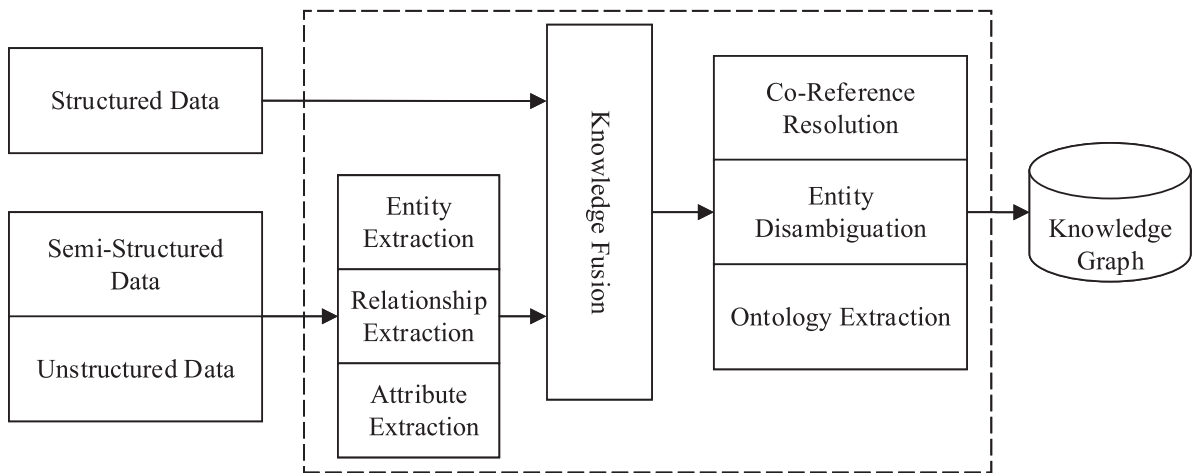 Structured Data
Semi-Structured
Data
Unstructured Data
Entity
Extraction
Relationship
Extraction
Attribute
Extraction
Knowledge Fusion
Co-Reference
Resolution
Entity
Disambiguation
Ontology Extraction
Knowledge
Graph